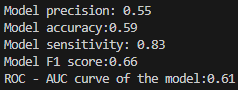 Model precision: 0.55
Model accuracy:0.59
Model sensitivity: 0.83
Model F1 score:0.66
ROC - AUC curve of the model:0.61